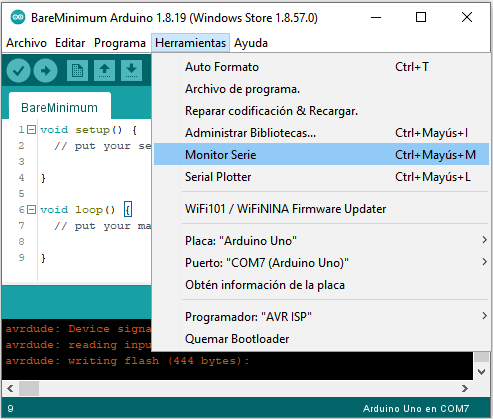 BareMinimum Arduino 1.8.19 (Windows Store 1.8.57.0)
Archivo Editar Programa Herramientas Ayuda
Auto Formato Ctrl+T
Archivo de programa.
Reparar codificación & Recargar.
Administrar Bibliotecas... Ctrl+Mayús+I
Monitor Serie Ctrl+Mayús+M
Serial Plotter Ctrl+Mayús+L
WiFi101 / WiFiNINA Firmware Updater
Placa: "Arduino Uno"
Puerto: "COM7 (Arduino Uno)"
Obtén información de la placa
Programador: "AVR ISP"
Quemar Bootloader
BareMinimum
1 void setup() {
2 // put your se
3
4 }
5
6 void loop() {
7 // put your ma
8
9 }
avrdude: Device signa
avrdude: reading inpu
avrdude: writing flash (444 bytes):
9 Arduino Uno en COM7